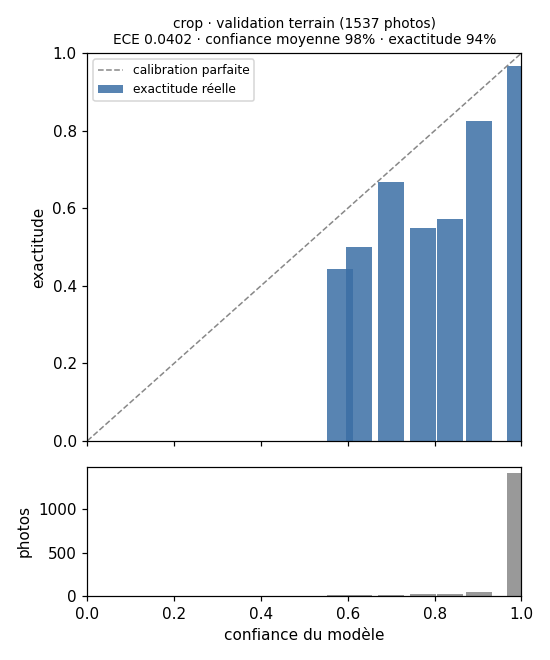 crop · validation terrain (1537 photos)
ECE 0.0402 · confiance moyenne 98% · exactitude 94%
calibration parfaite
exactitude réelle
1.0
0.8
0.6
0.4
0.2
0.0
exactitude
1000
500
0
photos
0.0 0.2 0.4 0.6 0.8 1.0
confiance du modèle